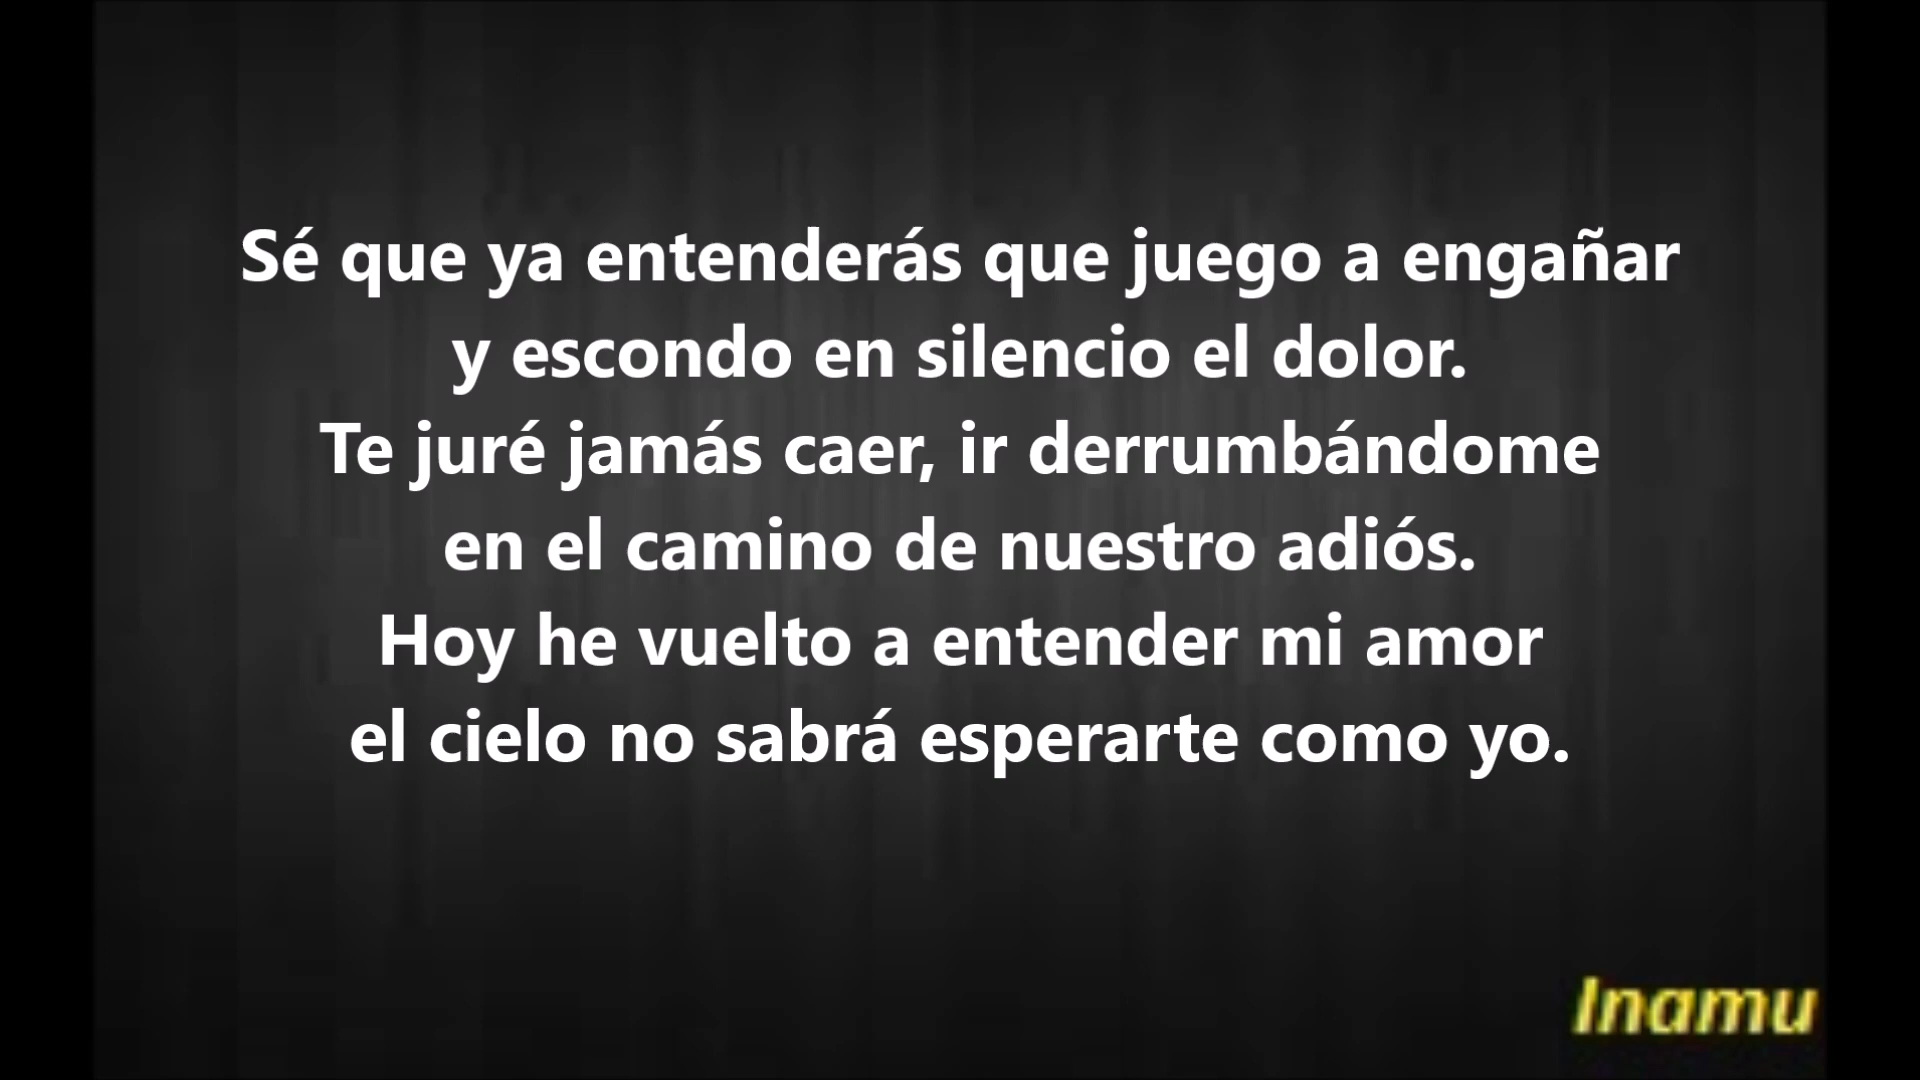 Sé que ya entenderás que juego a engañar
y escondo en silencio el dolor.
Te juré jamás caer, ir derrumbándome
en el camino de nuestro adiós.
Hoy he vuelto a entender mi amor
el cielo no sabrá esperarte como yo.
Inamu